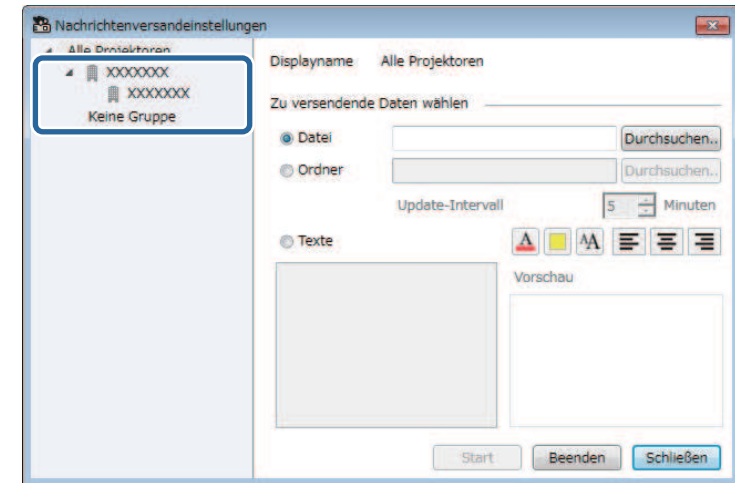 Nachrichtenversandeinstellungen
Alle Projektoren
XXXXXXX
XXXXXXX
Keine Gruppe
Displayname Alle Projektoren
Zu versendende Daten wählen
Datei Durchsuchen..
Ordner Durchsuchen..
Update-Intervall 5 Minuten
Texte A AA
Vorschau
Start Beenden Schließen